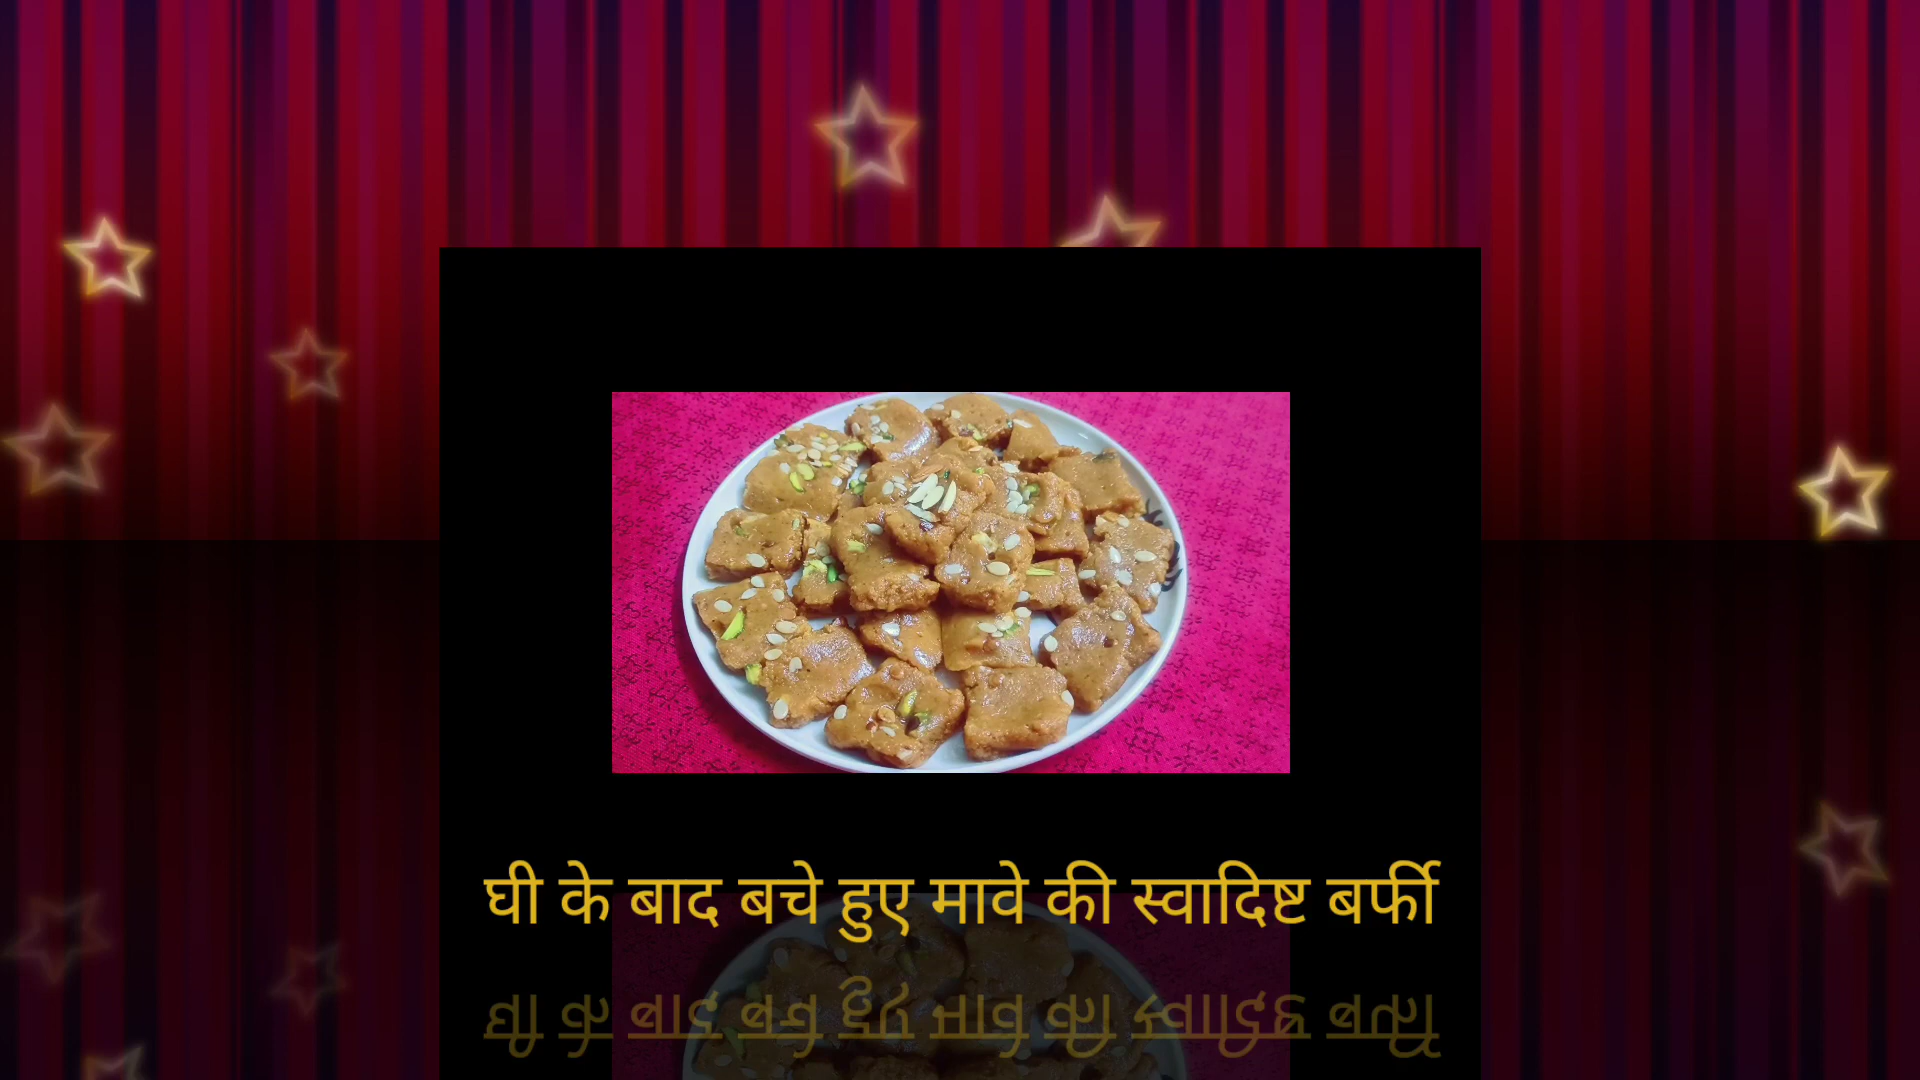 घी के बाद बचे हुए मावे की स्वादिष्ट बर्फी